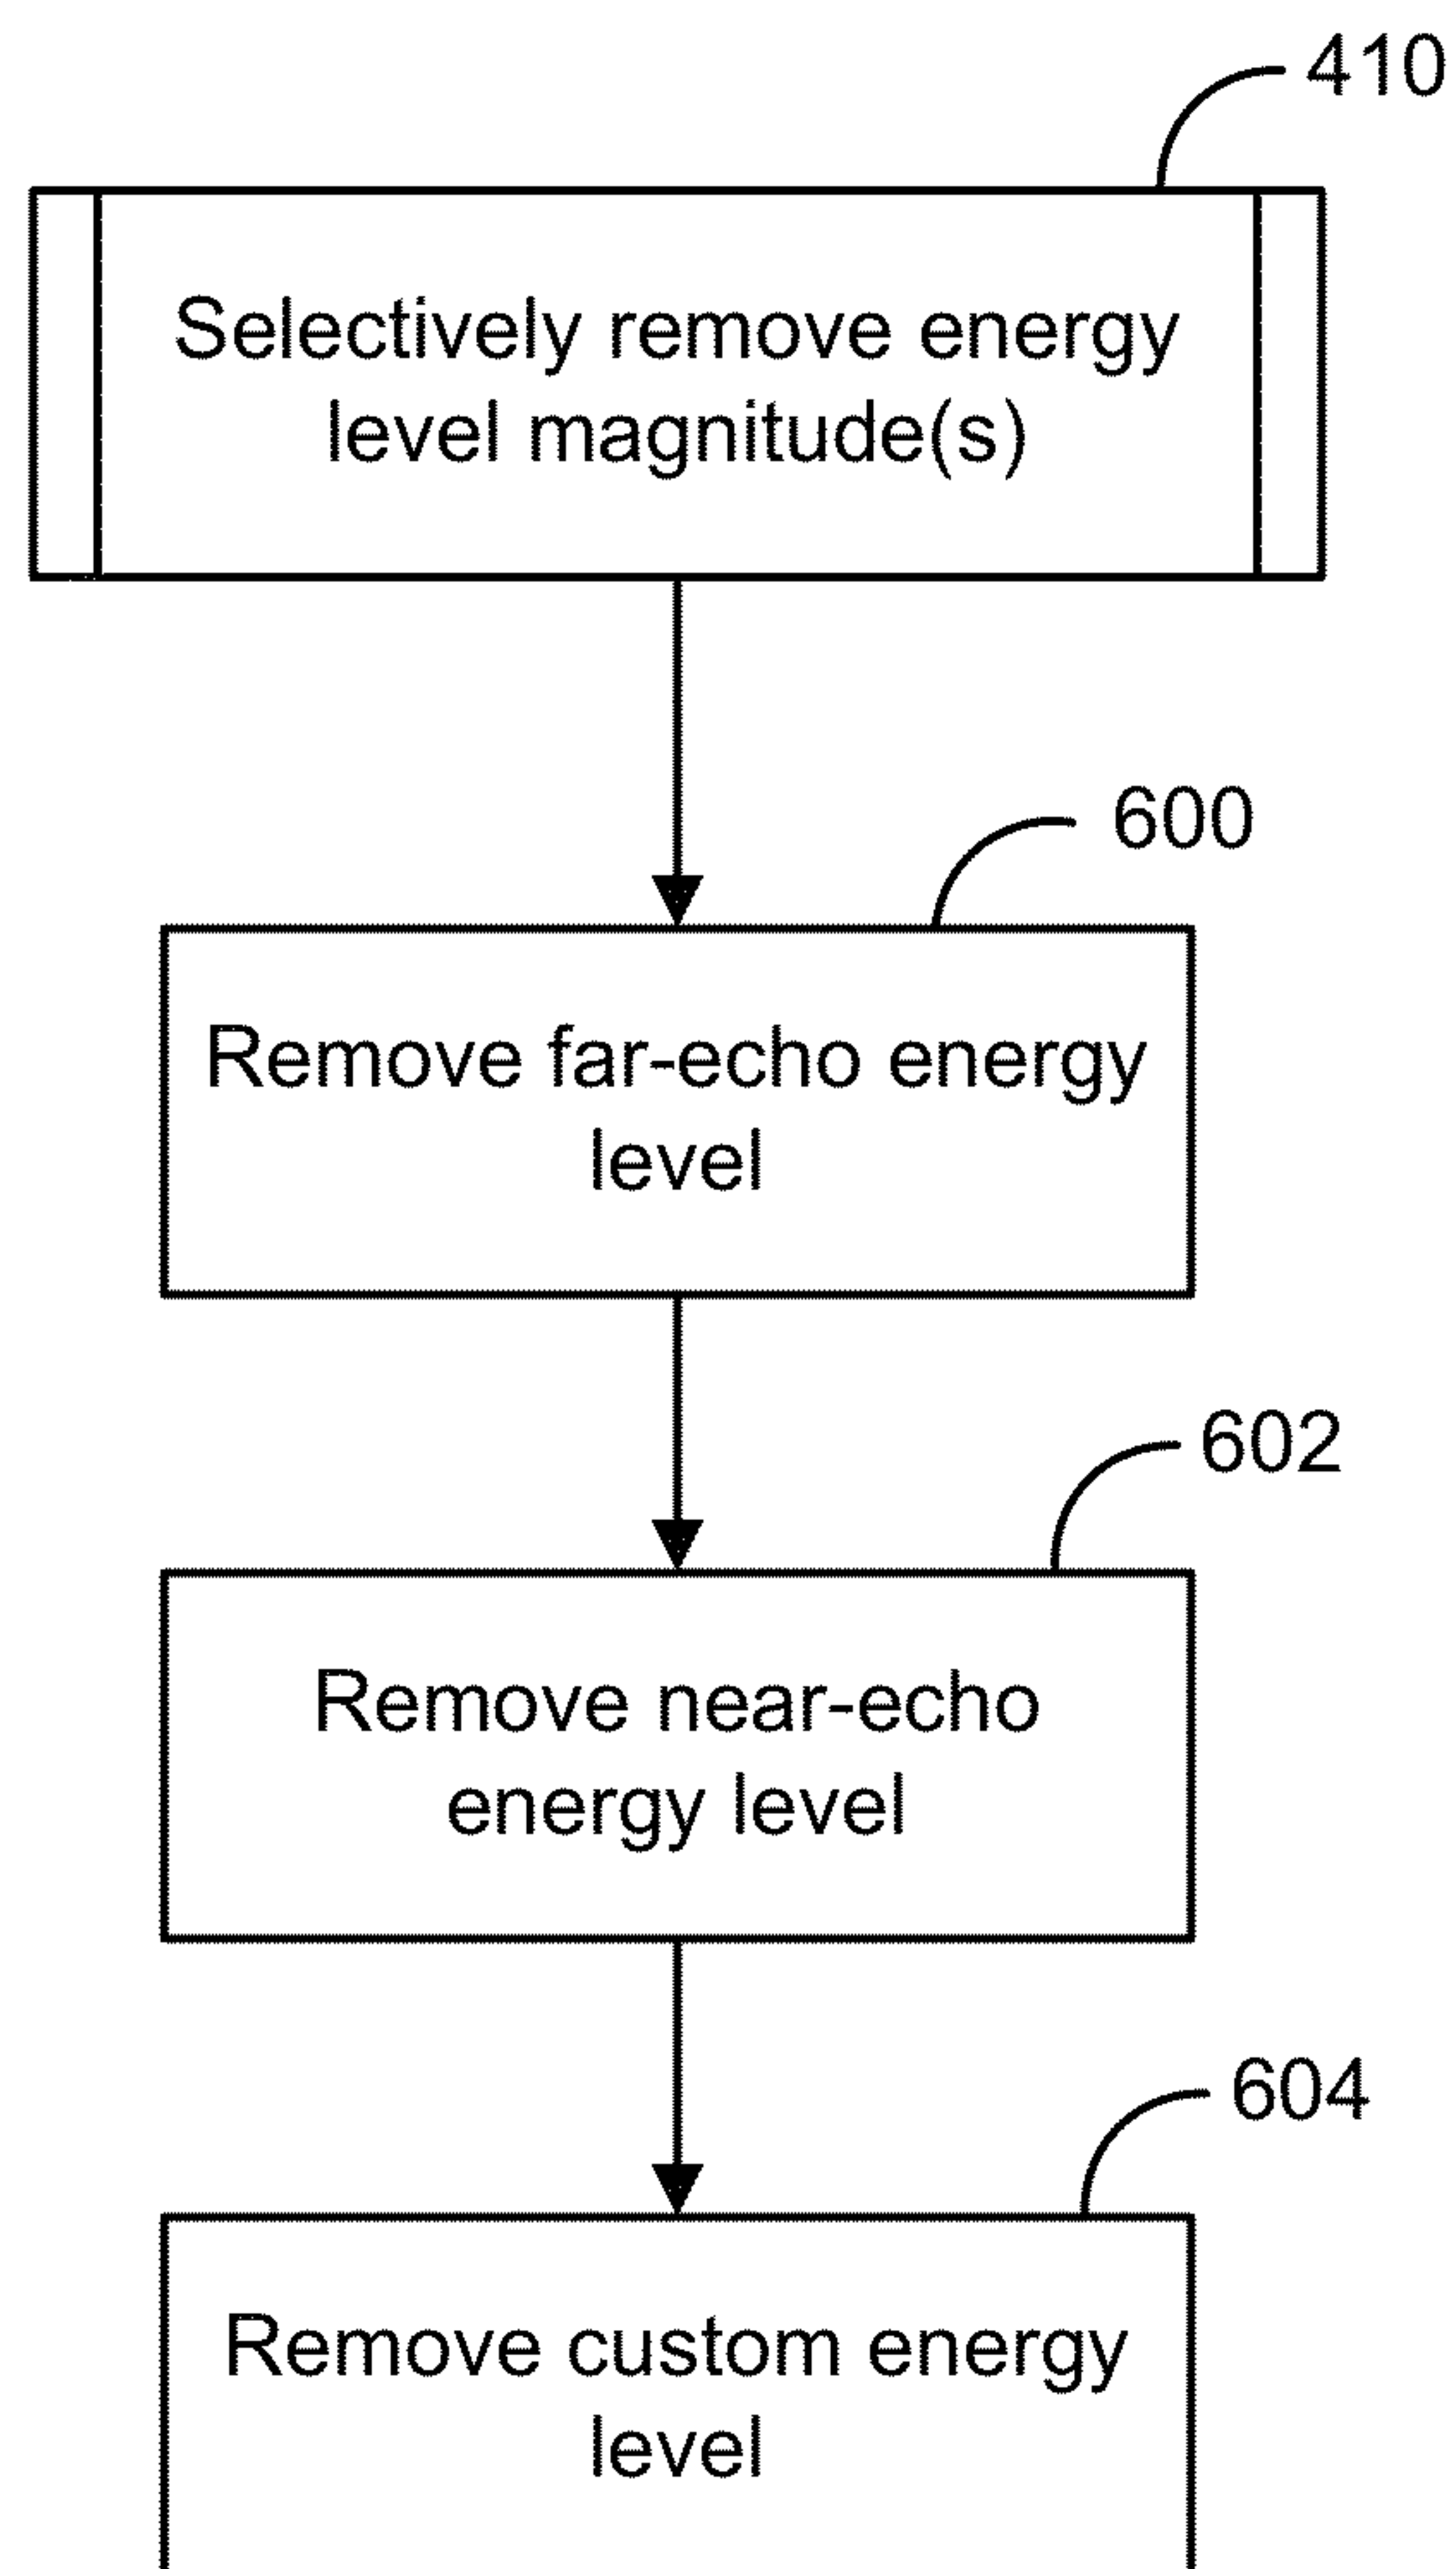 410
Selectively remove energy
level magnitude(s)
600
Remove far-echo energy
level
602
Remove near-echo
energy level
604
Remove custom energy
level